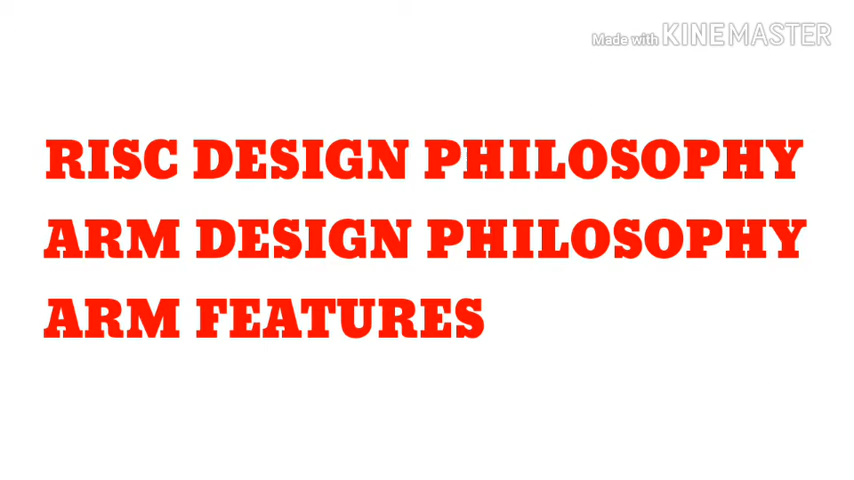 Made with KINEMASTER
RISC DESIGN PHILOSOPHY
ARM DESIGN PHILOSOPHY
ARM FEATURES